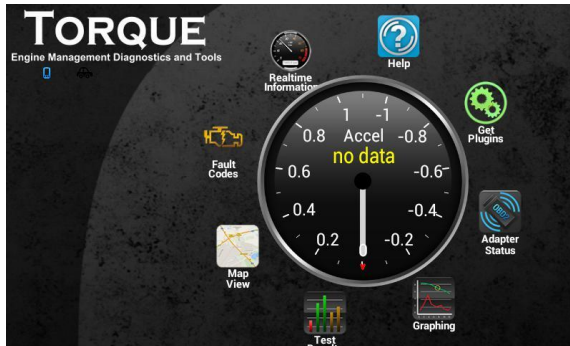 TORQUE
Engine Management Diagnostics and Tools
Help
Realtime
Information
Get
Plugins
1 -1
0.8 Accel -0.8
no data
0.6 -0.6
0.4 -0.4
0.2 -0.2
0
Fault
Codes
OBD2
Adapter
Status
Map
View
Graphing
Test